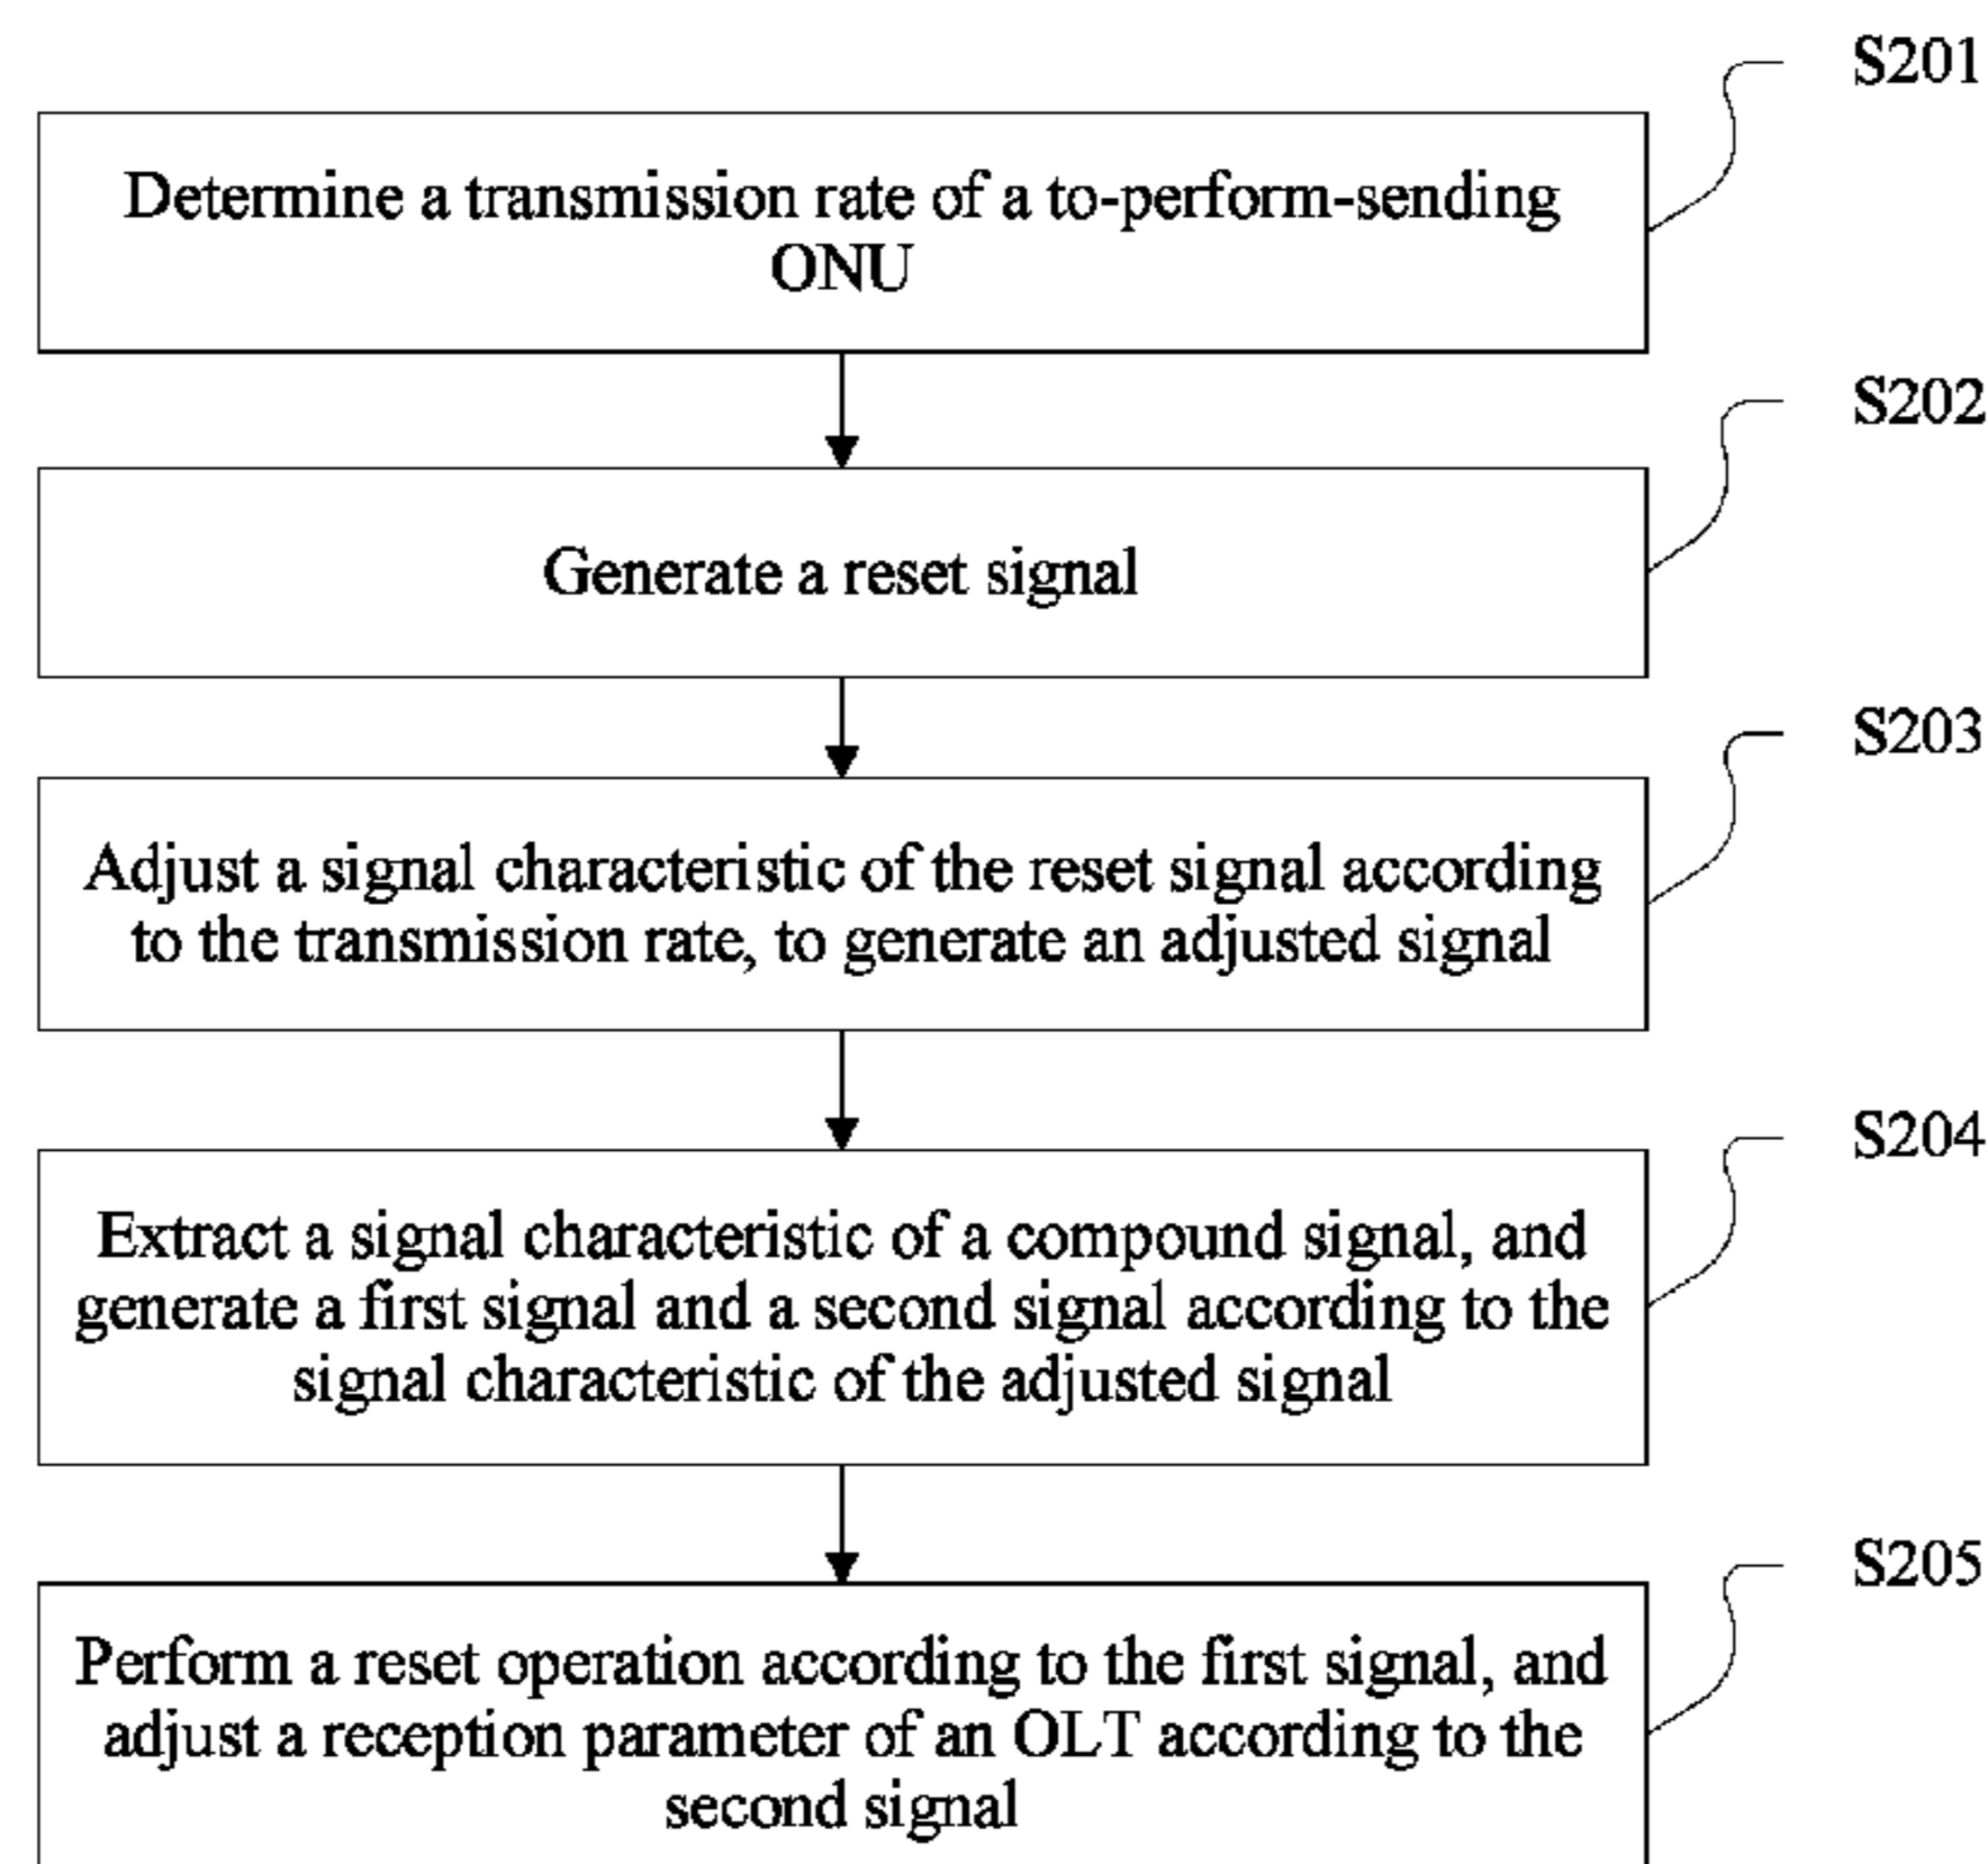 S201
Determine a transmission rate of a to-perform-sending
ONU
S202
Generate a reset signal
S203
Adjust a signal characteristic of the reset signal according
to the transmission rate, to generate an adjusted signal
S204
Extract a signal characteristic of a compound signal, and
generate a first signal and a second signal according to the
signal characteristic of the adjusted signal
S205
Perform a reset operation according to the first signal, and
adjust a reception parameter of an OLT according to the
second signal